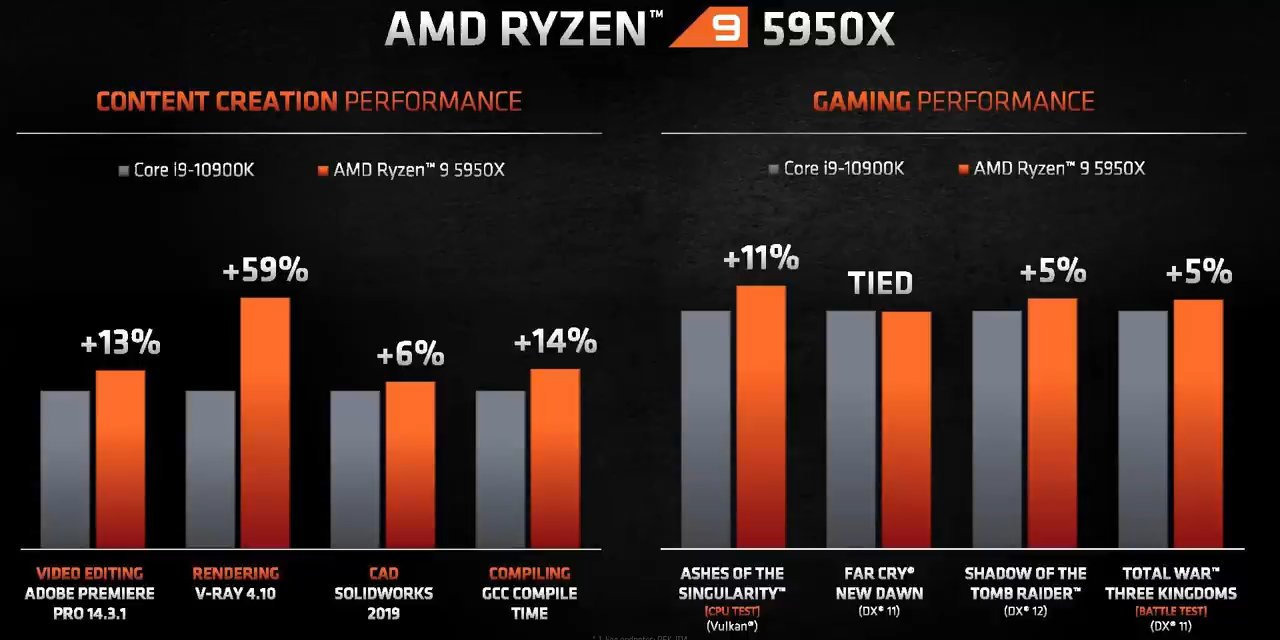 AMD RYZEN™ 9 5950X
CONTENT CREATION PERFORMANCE
Core i9-10900K
AMD Ryzen™ 9 5950X
+13%
+59%
+6%
+14%
VIDEO EDITING
ADOBE PREMIERE
PRO 14.3.1
RENDERING
V-RAY 4.10
CAD
SOLIDWORKS
2019
COMPILING
GCC COMPILE
TIME
GAMING PERFORMANCE
Core i9-10900K
AMD Ryzen™ 9 5950X
+11%
TIED
+5%
+5%
ASHES OF THE
SINGULARITY™
[CPU TEST]
(Vulkan®)
FAR CRY®
NEW DAWN
(DX® 11)
SHADOW OF THE
TOMB RAIDER™
(DX® 12)
TOTAL WAR™
THREE KINGDOMS
[BATTLE TEST]
(DX® 11)